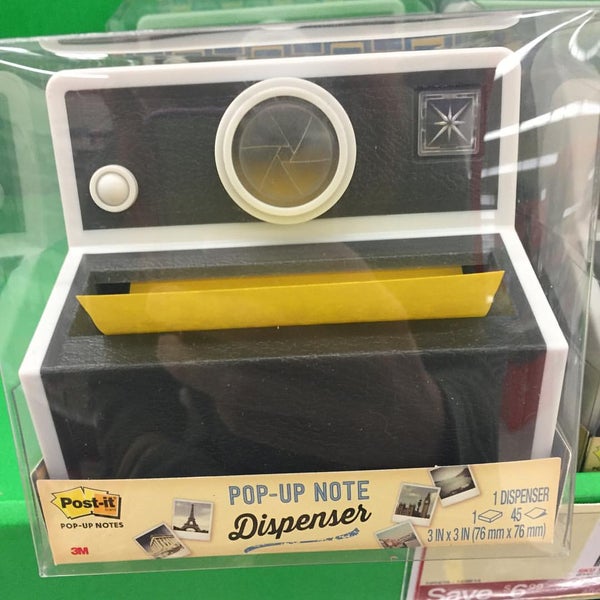 Post-it
POP-UP NOTES
3M
POP-UP NOTE
Dispenser
1 DISPENSER
1 45
3 IN x 3 IN (76 mm x 76 mm)
Save $6